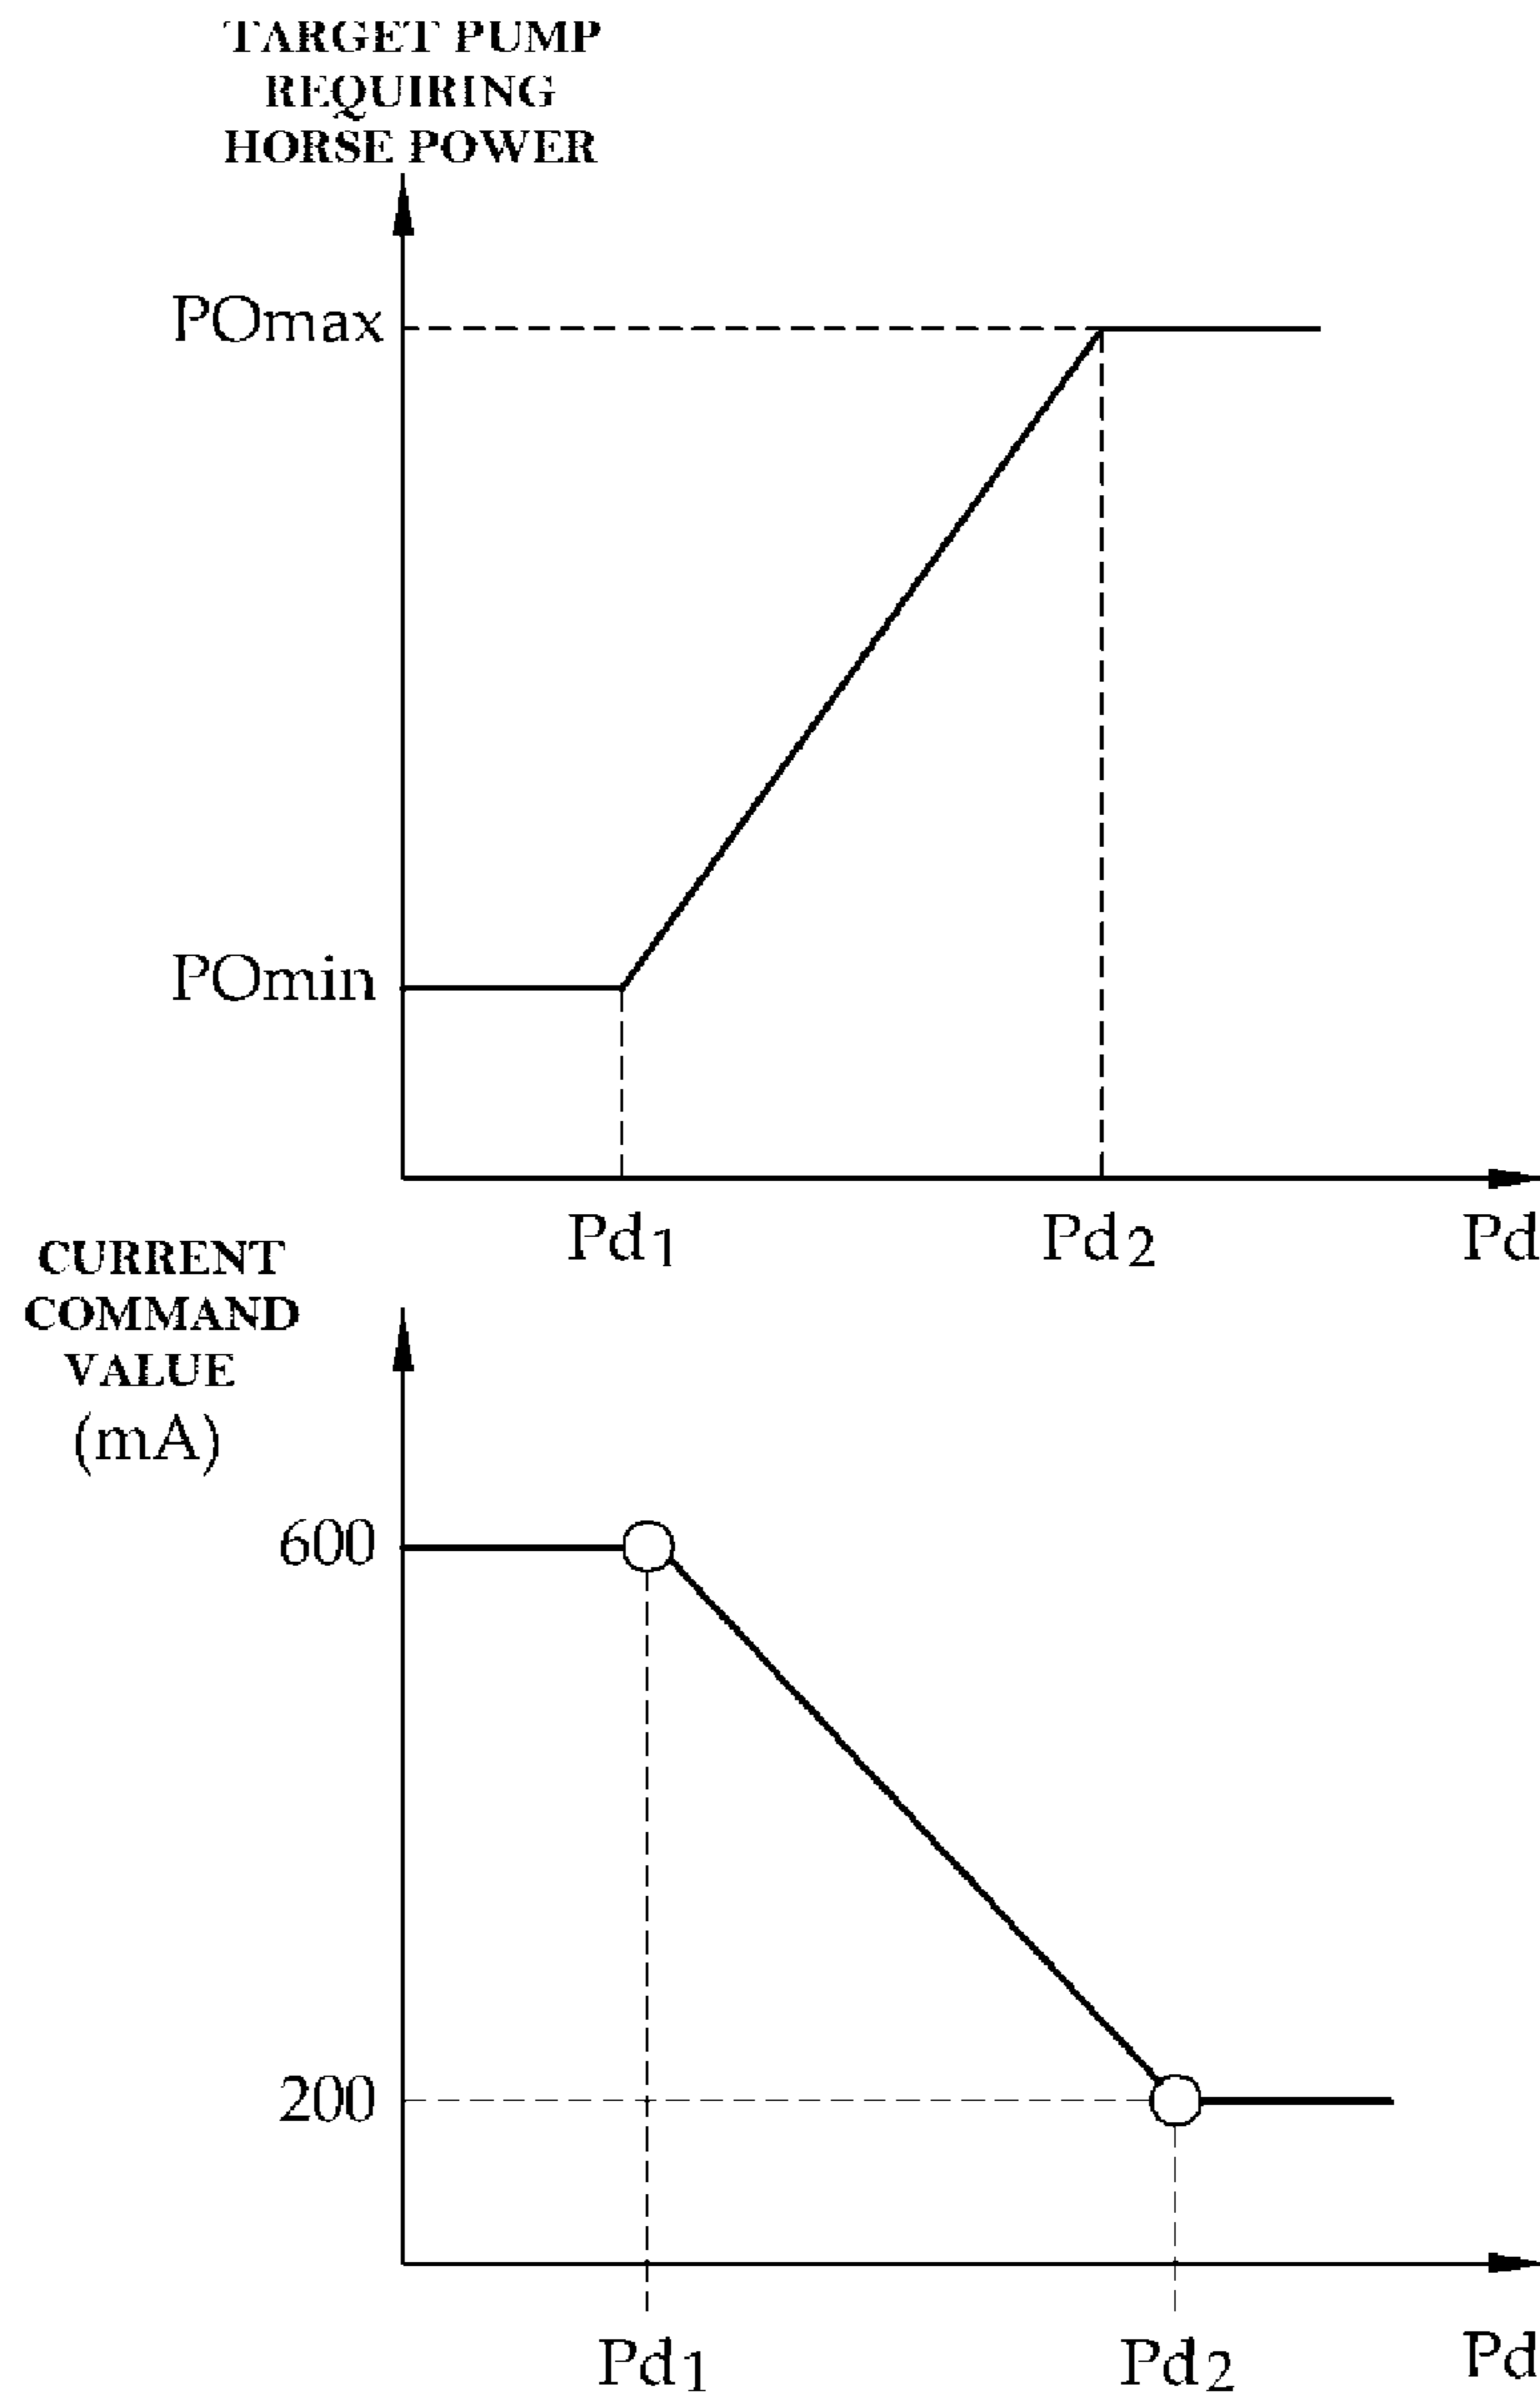 TARGET PUMP
REQUIRING
HORSE POWER
POmax
POmin
Pd1
Pd2
Pd
CURRENT
COMMAND
VALUE
(mA)
600
200
Pd1
Pd2
Pd